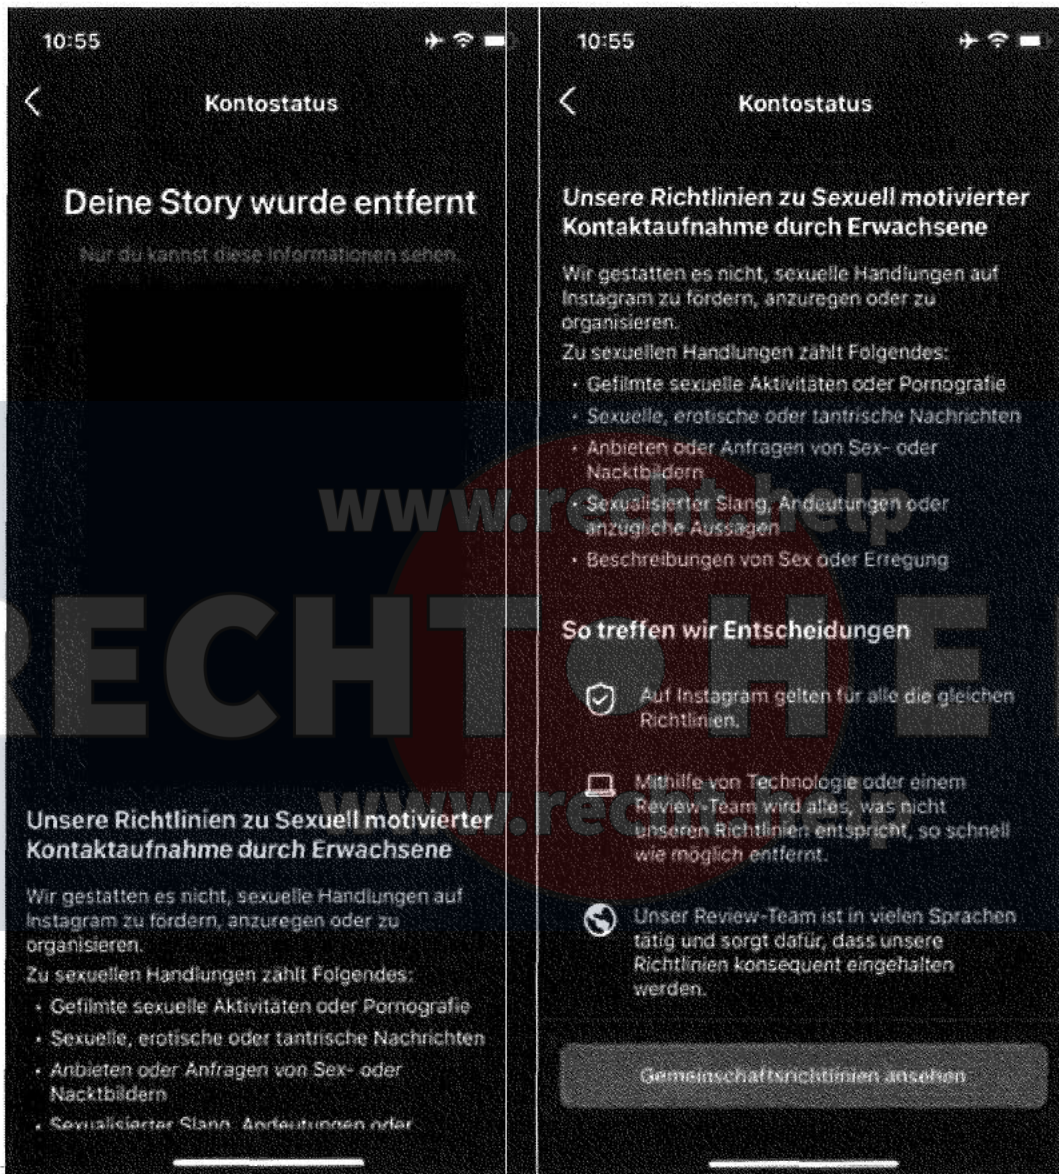 10:55
Kontostatus
Deine Story wurde entfernt
Nur du kannst diese Informationen sehen.
Unsere Richtlinien zu Sexuell motivierter
Kontaktaufnahme durch Erwachsene
Wir gestatten es nicht, sexuelle Handlungen auf
Instagram zu fördern, anzuregen oder zu
organisieren.
Zu sexuellen Handlungen zählt Folgendes:
• Gefilmte sexuelle Aktivitäten oder Pornografie
• Sexuelle, erotische oder tantrische Nachrichten
• Anbieten oder Anfragen von Sex- oder
Nacktbildern
• Sexualisierter Slang, Andeutungen oder
10:55
Kontostatus
Unsere Richtlinien zu Sexuell motivierter
Kontaktaufnahme durch Erwachsene
Wir gestatten es nicht, sexuelle Handlungen auf
Instagram zu fördern, anzuregen oder zu
organisieren.
Zu sexuellen Handlungen zählt Folgendes:
• Gefilmte sexuelle Aktivitäten oder Pornografie
• Sexuelle, erotische oder tantrische Nachrichten
• Anbieten oder Anfragen von Sex- oder
Nacktbildern
• Sexualisierter Slang, Andeutungen oder
anzügliche Aussagen
• Beschreibungen von Sex oder Erregung
So treffen wir Entscheidungen
Auf Instagram gelten für alle die gleichen
Richtlinien.
Mithilfe von Technologie oder einem
Review-Team wird alles, was nicht
unseren Richtlinien entspricht, so schnell
wie möglich entfernt.
Unser Review-Team ist in vielen Sprachen
tätig und sorgt dafür, dass unsere
Richtlinien konsequent eingehalten
werden.
Gemeinschaftsrichtlinien ansehen
www.recht.help
RECHT HE
www.recht.help